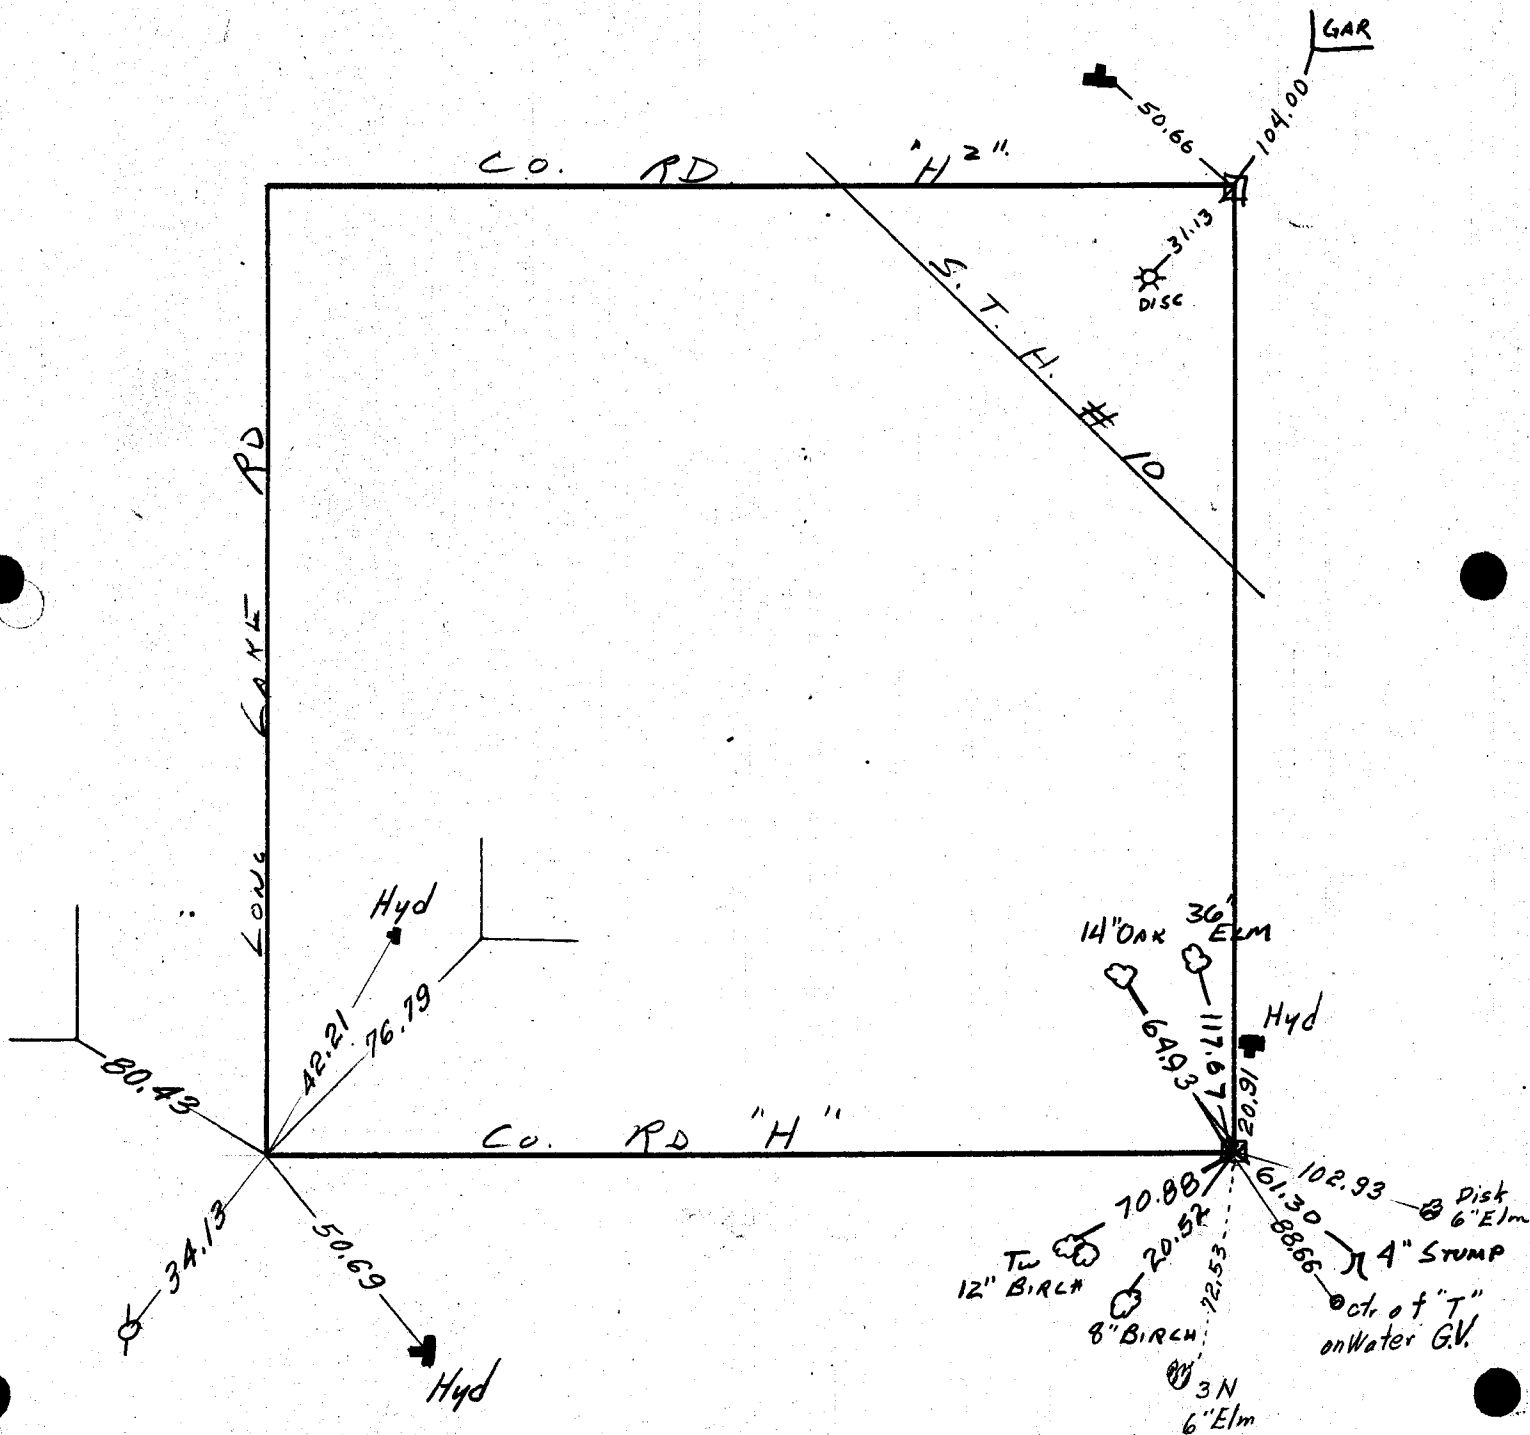 GAR
50.66
104.00
CO. RD "H2"
31.13
DISC
S. T. H. # 10
LONG LAKE RD
Hyd
42.21
76.79
80.43
34.13
50.69
Hyd
CO. RD "H"
14" OAK
36" ELM
64.93
117.97
Hyd
20.91
102.93
Disk
6" Elm
61.30
4" STUMP
88.66
ctr of "T"
on Water G.V.
70.88
TW
12" BIRCH
20.52
8" BIRCH
72.53
3 N
6" Elm